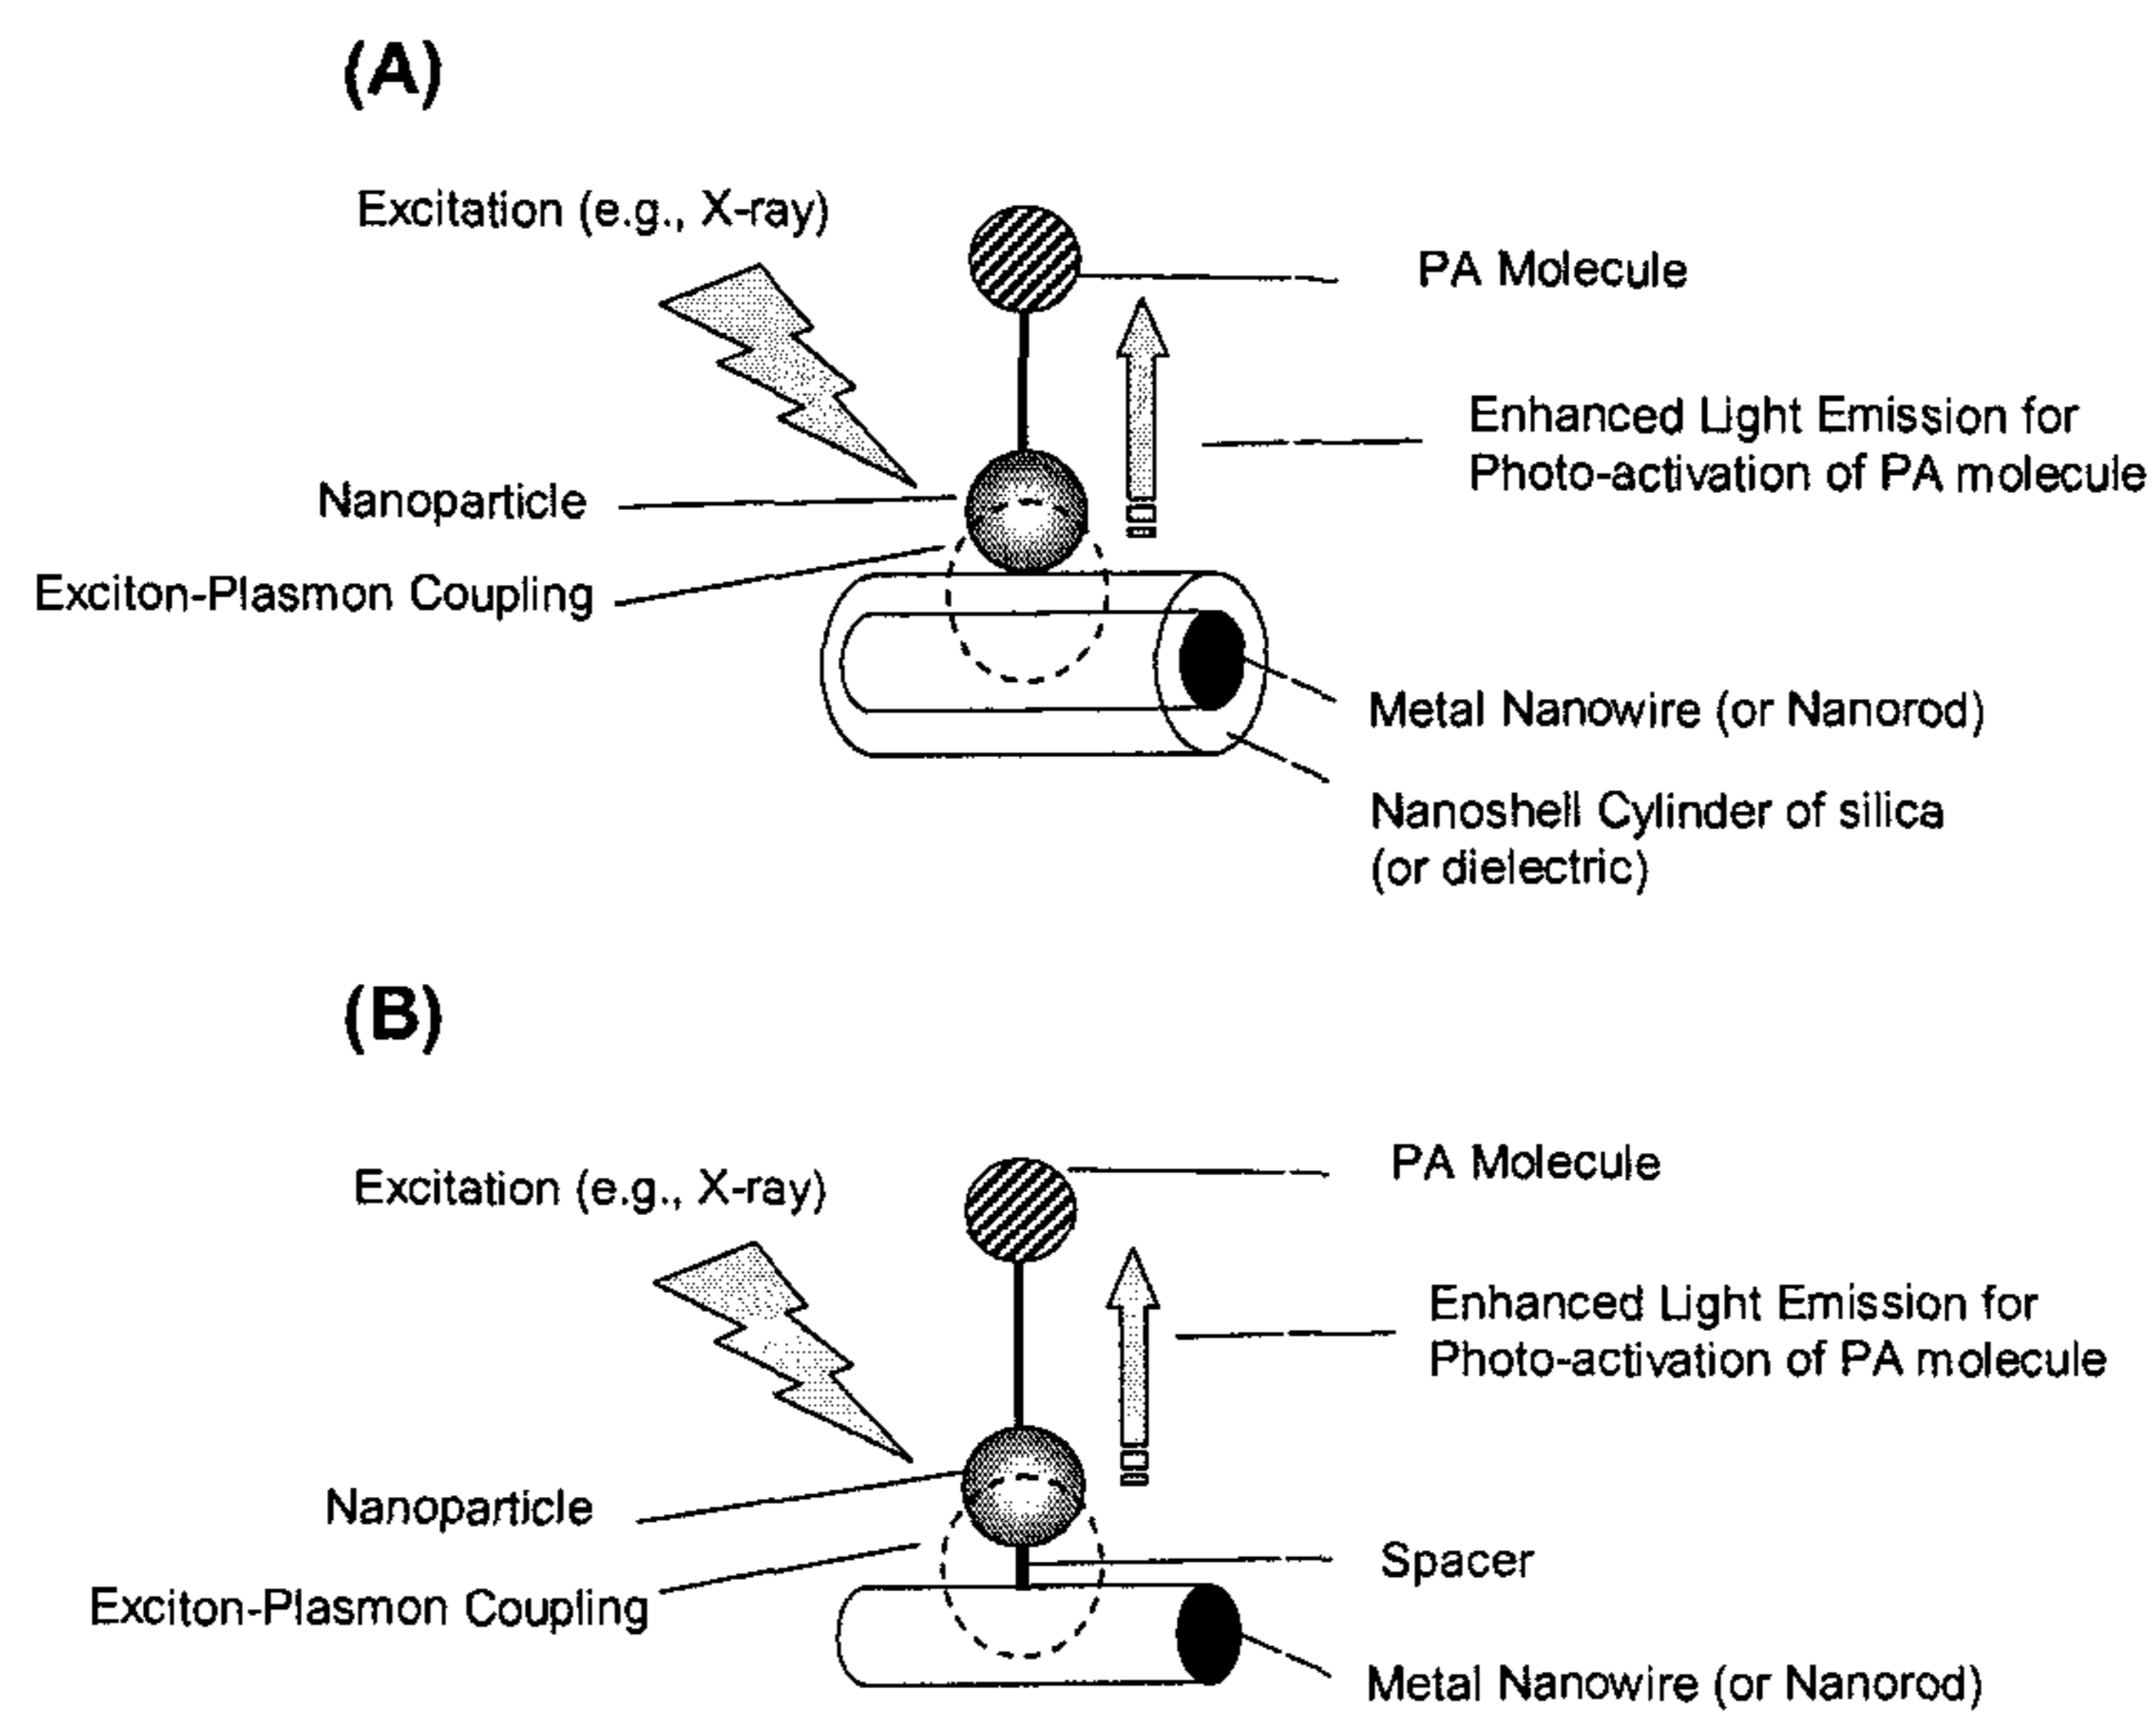 (A)
Excitation (e.g., X-ray)
PA Molecule
Enhanced Light Emission for
Photo-activation of PA molecule
Nanoparticle
Exciton-Plasmon Coupling
Metal Nanowire (or Nanorod)
Nanoshell Cylinder of silica
(or dielectric)
(B)
PA Molecule
Excitation (e.g., X-ray)
Enhanced Light Emission for
Photo-activation of PA molecule
Nanoparticle
Spacer
Exciton-Plasmon Coupling
Metal Nanowire (or Nanorod)